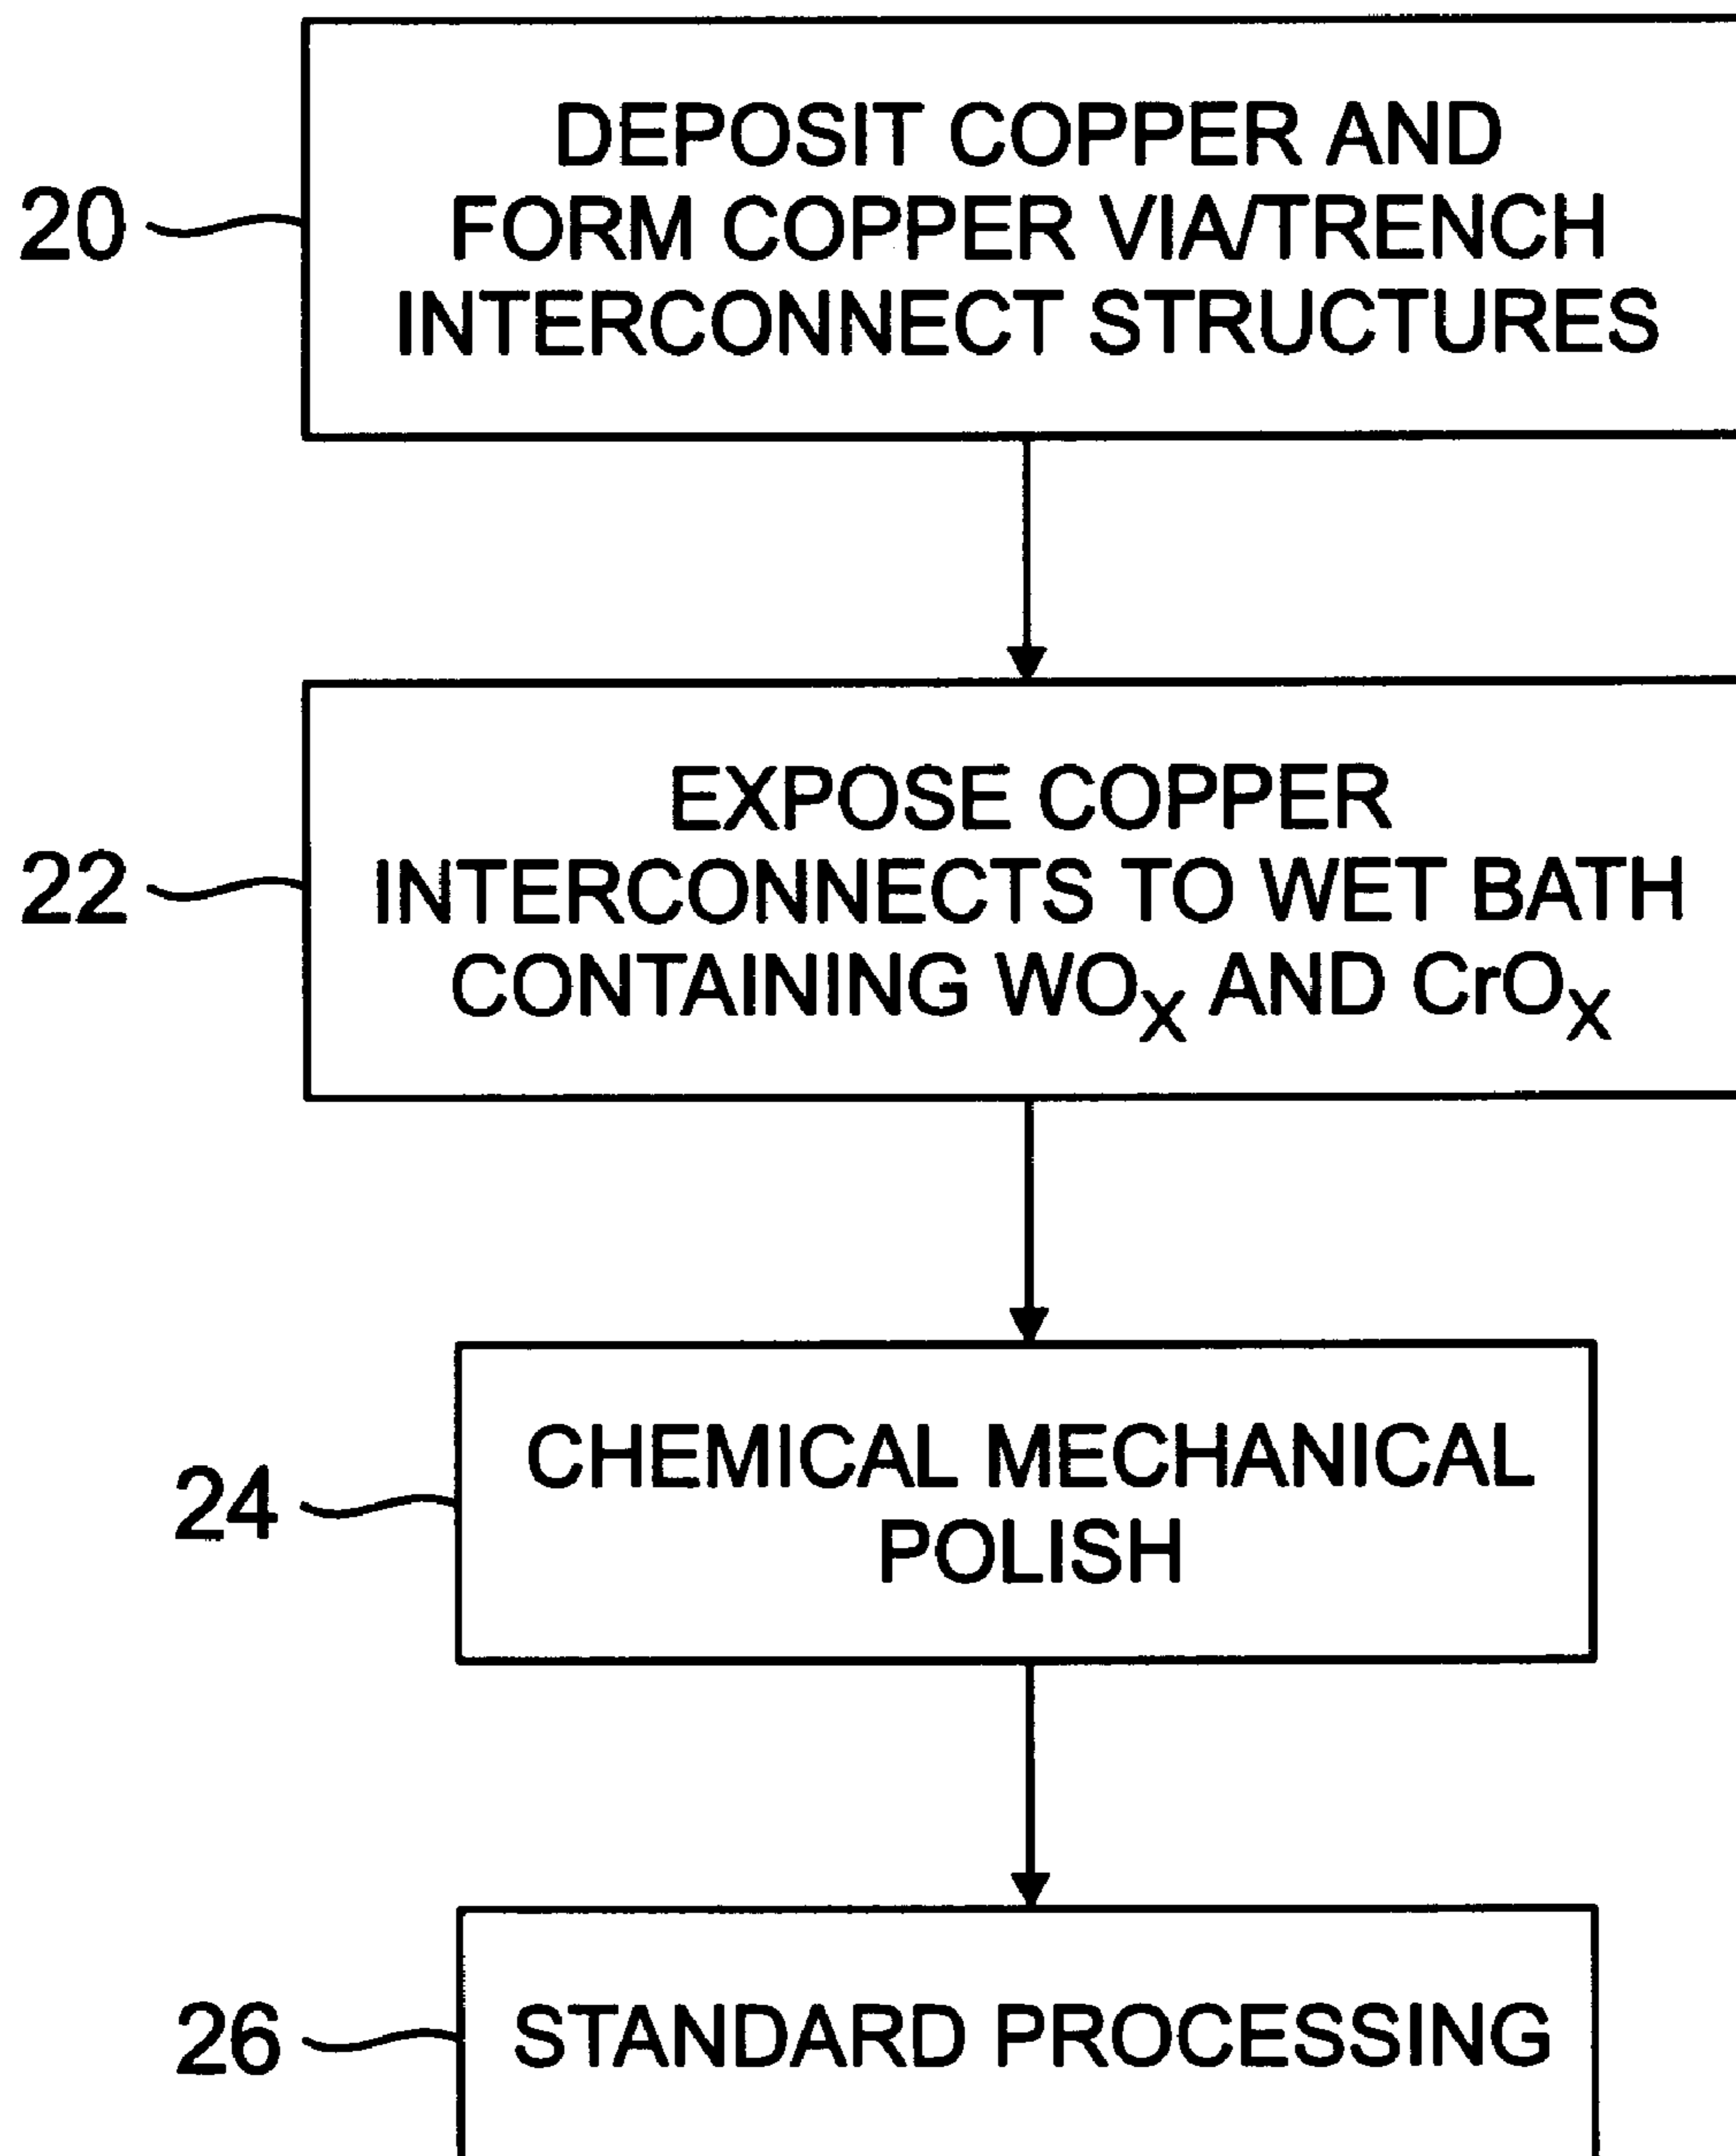 DEPOSIT COPPER AND
20 FORM COPPER VIA/TRENCH
INTERCONNECT STRUCTURES
EXPOSE COPPER
22 INTERCONNECTS TO WET BATH
CONTAINING WOX AND CrOX
CHEMICAL MECHANICAL
24 POLISH
26 STANDARD PROCESSING